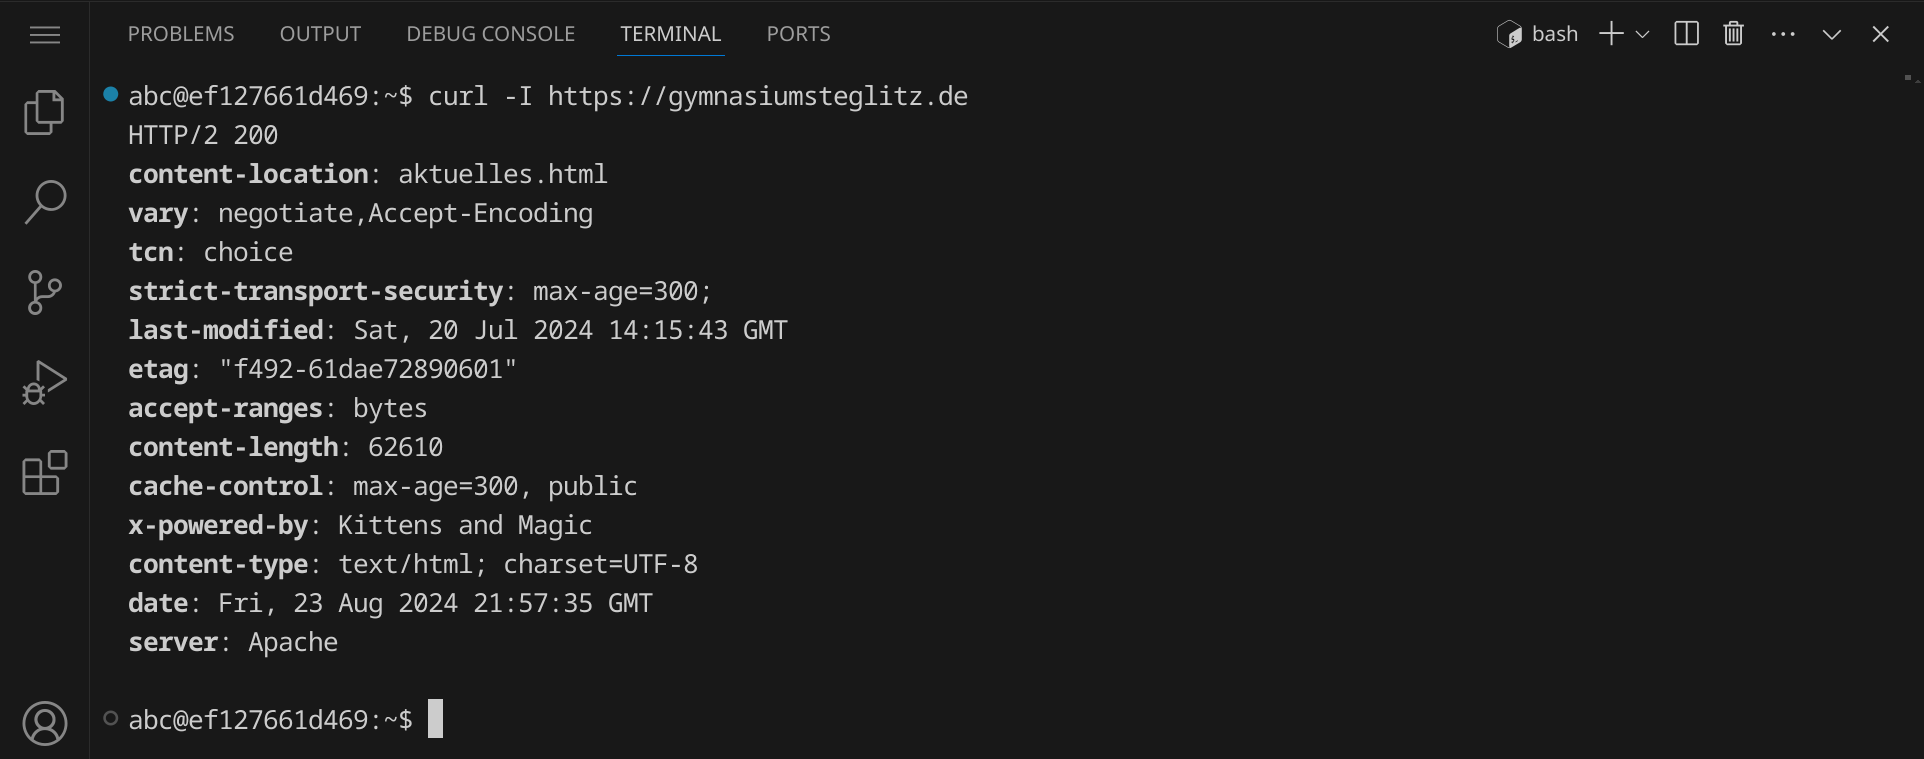 PROBLEMS OUTPUT DEBUG CONSOLE TERMINAL PORTS bash
abc@ef127661d469:~$ curl -I https://gymnasiumsteglitz.de
HTTP/2 200
content-location: aktuelles.html
vary: negotiate,Accept-Encoding
tcn: choice
strict-transport-security: max-age=300;
last-modified: Sat, 20 Jul 2024 14:15:43 GMT
etag: "f492-61dae72890601"
accept-ranges: bytes
content-length: 62610
cache-control: max-age=300, public
x-powered-by: Kittens and Magic
content-type: text/html; charset=UTF-8
date: Fri, 23 Aug 2024 21:57:35 GMT
server: Apache
abc@ef127661d469:~$